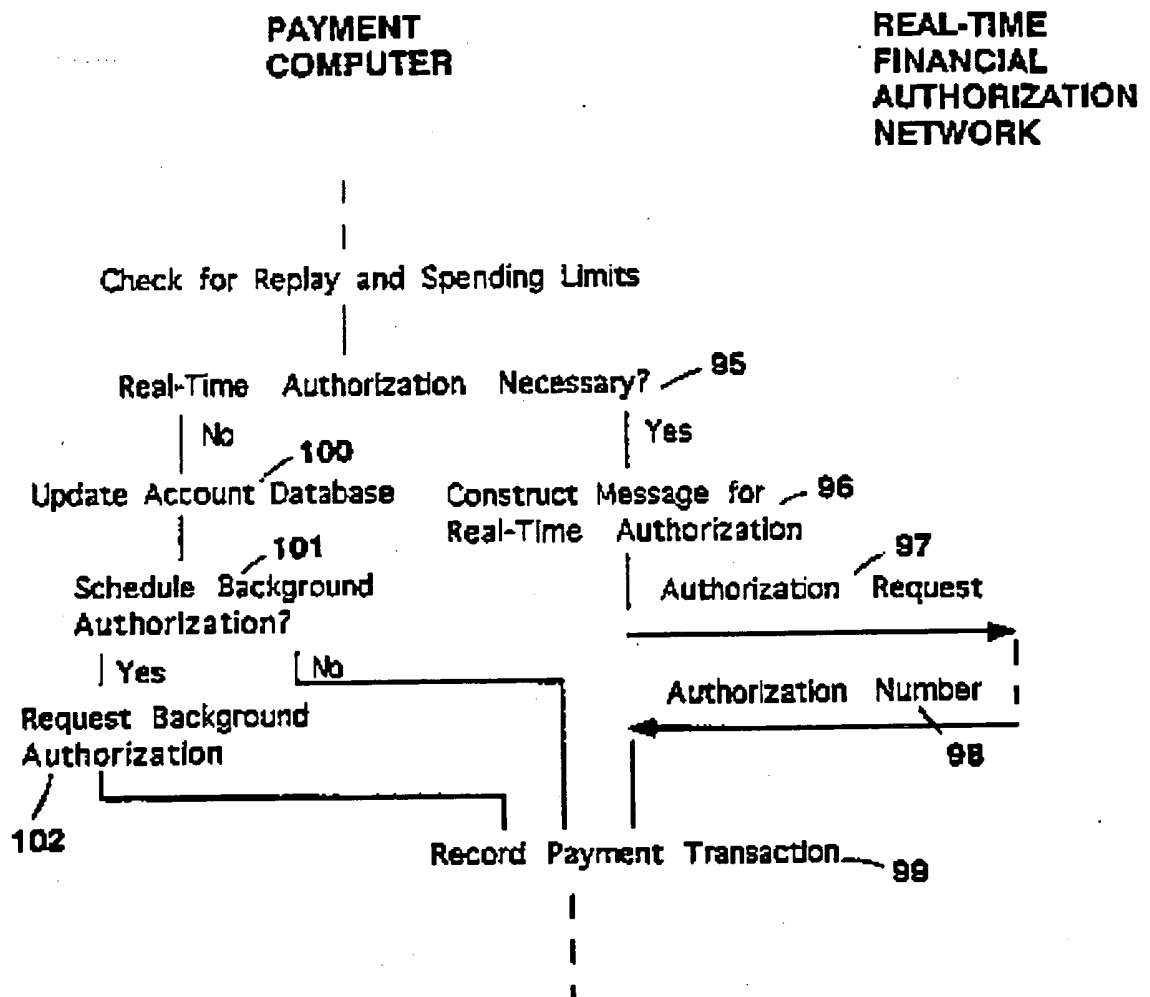 PAYMENT
COMPUTER
REAL-TIME
FINANCIAL
AUTHORIZATION
NETWORK
Check for Replay and Spending Limits
Real-Time Authorization Necessary?
95
No
Yes
100
Update Account Database
Construct Message for
Real-Time Authorization
96
101
Schedule Background
Authorization?
97
Authorization Request
Yes
No
Authorization Number
98
Request Background
Authorization
102
Record Payment Transaction
99